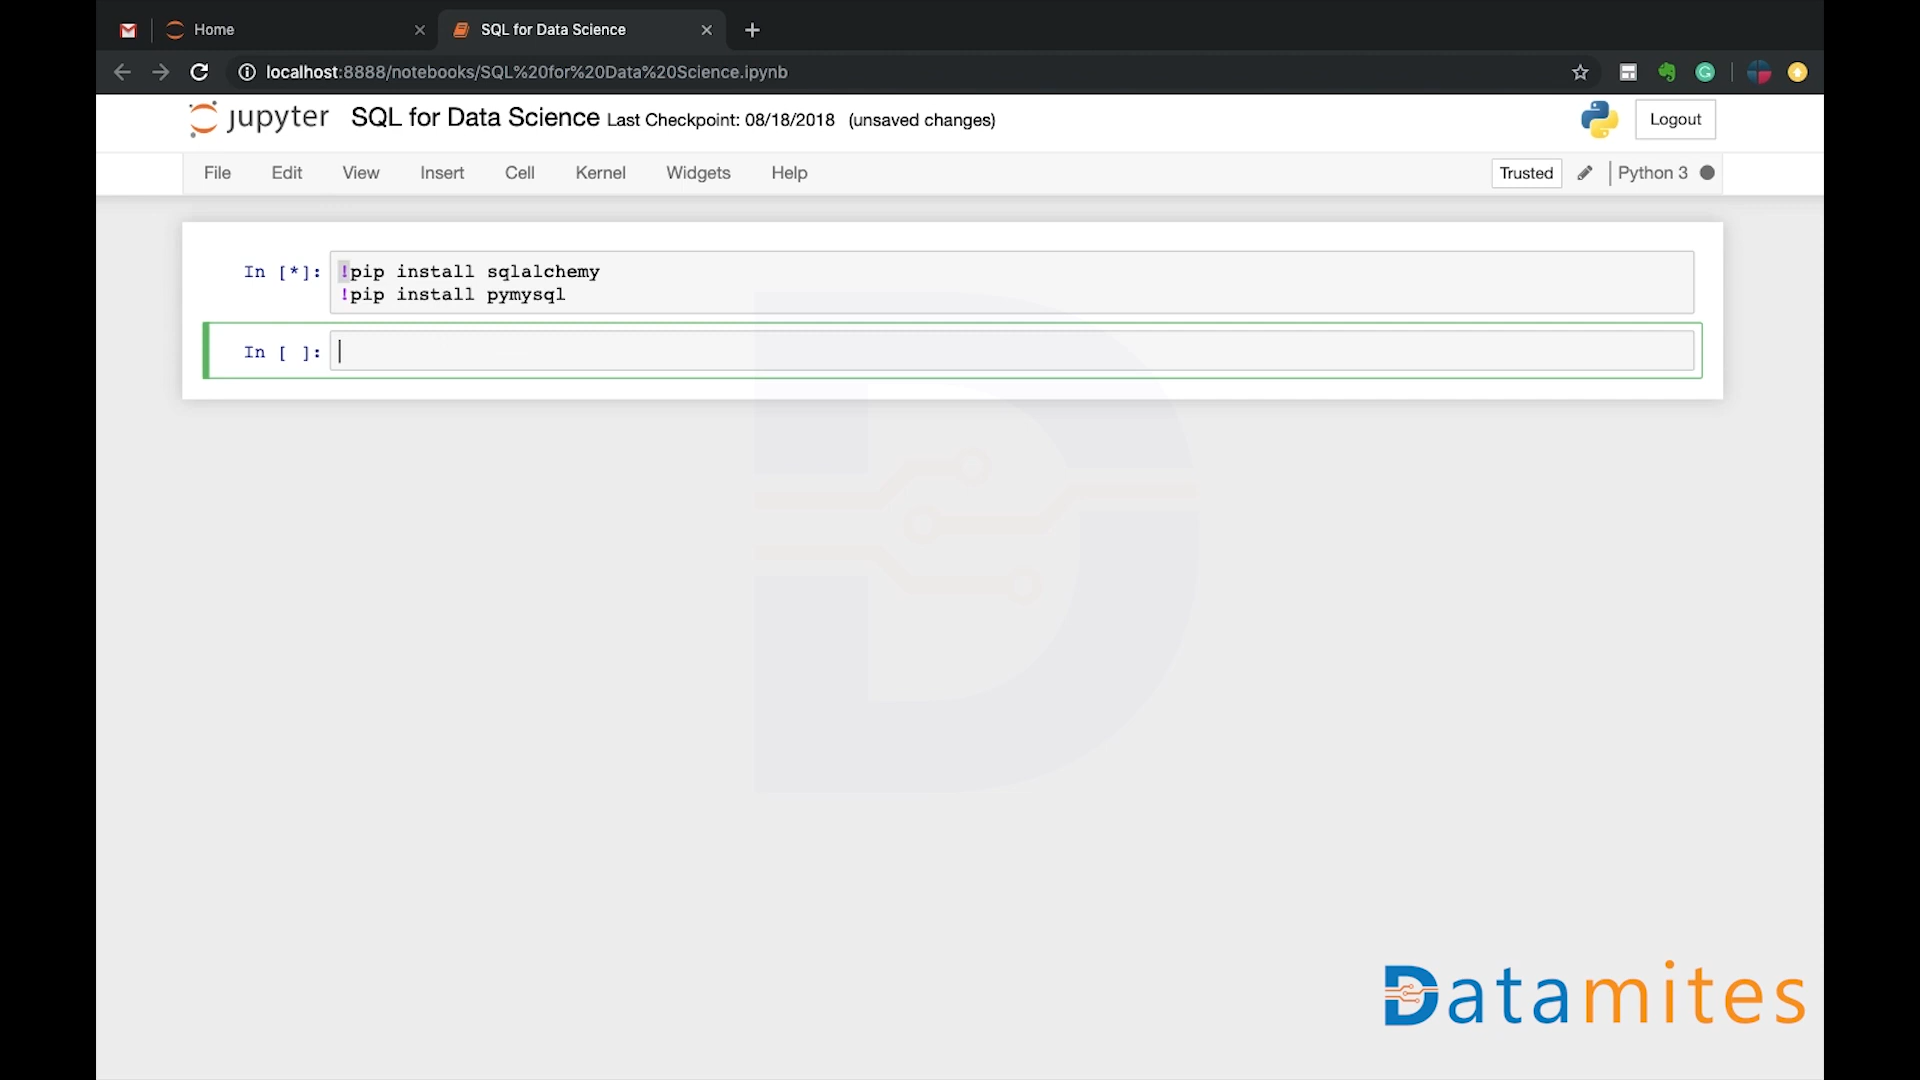 Home
SQL for Data Science
localhost:8888/notebooks/SQL%20for%20Data%20Science.ipynb
jupyter SQL for Data Science Last Checkpoint: 08/18/2018 (unsaved changes)
Logout
File Edit View Insert Cell Kernel Widgets Help
Trusted
Python 3
In [*]: !pip install sqlalchemy
!pip install pymysql
In [ ]:
Datamites